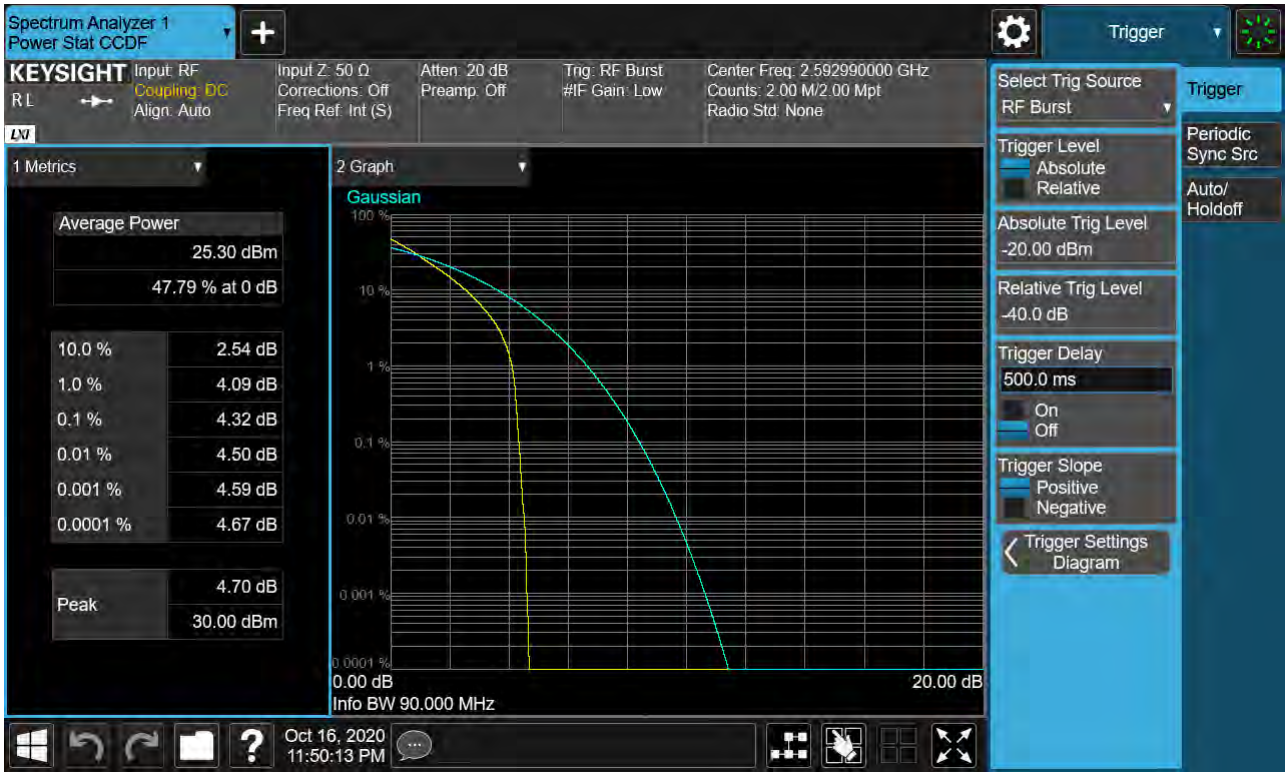 Spectrum Analyzer 1
Power Stat CCDF
+
Trigger
KEYSIGHT
RL
LXI
Input: RF
Coupling: DC
Align: Auto
Input Z: 50 Ω
Corrections: Off
Freq Ref: Int (S)
Atten: 20 dB
Preamp: Off
Trig: RF Burst
#IF Gain: Low
Center Freq: 2.592990000 GHz
Counts: 2.00 M/2.00 Mpt
Radio Std: None
1 Metrics
Average Power
25.30 dBm
47.79 % at 0 dB
10.0 % 2.54 dB
1.0 % 4.09 dB
0.1 % 4.32 dB
0.01 % 4.50 dB
0.001 % 4.59 dB
0.0001 % 4.67 dB
Peak
4.70 dB
30.00 dBm
2 Graph
Gaussian
100 %
10 %
1 %
0.1 %
0.01 %
0.001 %
0.0001 %
0.00 dB 20.00 dB
Info BW 90.000 MHz
Select Trig Source
RF Burst
Trigger Level
Absolute
Relative
Absolute Trig Level
-20.00 dBm
Relative Trig Level
-40.0 dB
Trigger Delay
500.0 ms
On
Off
Trigger Slope
Positive
Negative
Trigger Settings
Diagram
Trigger
Periodic
Sync Src
Auto/
Holdoff
?
Oct 16, 2020
11:50:13 PM